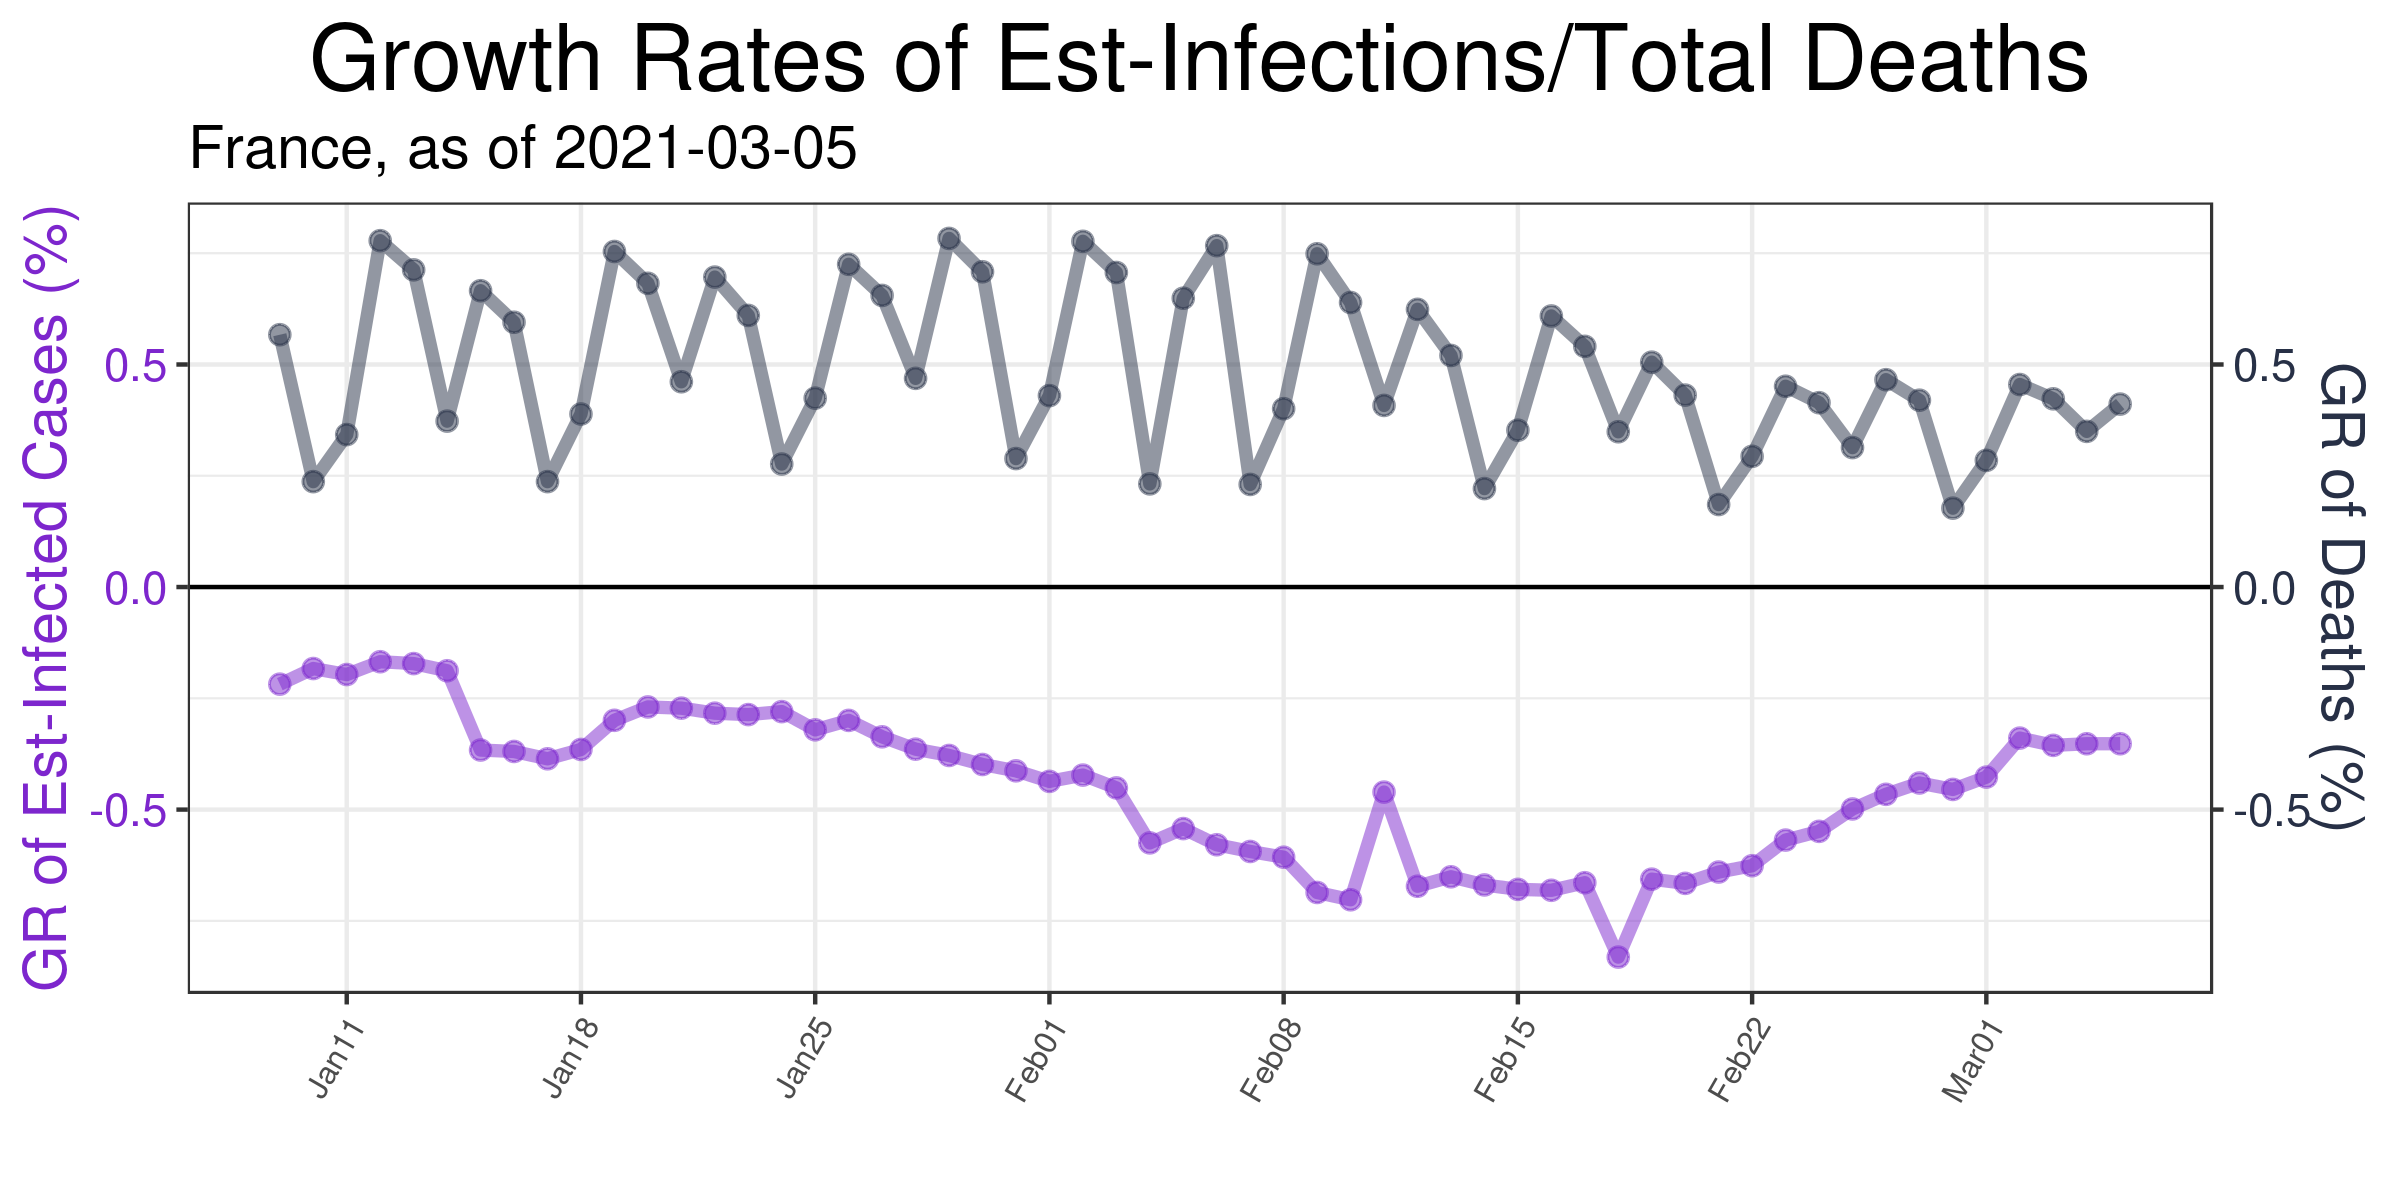 Growth Rates of Est-Infections/Total Deaths
France, as of 2021-03-05
GR of Est-Infected Cases (%)
0.5
0.0
-0.5
0.5
0.0
-0.5
GR of Deaths (%)
Jan11
Jan18
Jan25
Feb01
Feb08
Feb15
Feb22
Mar01